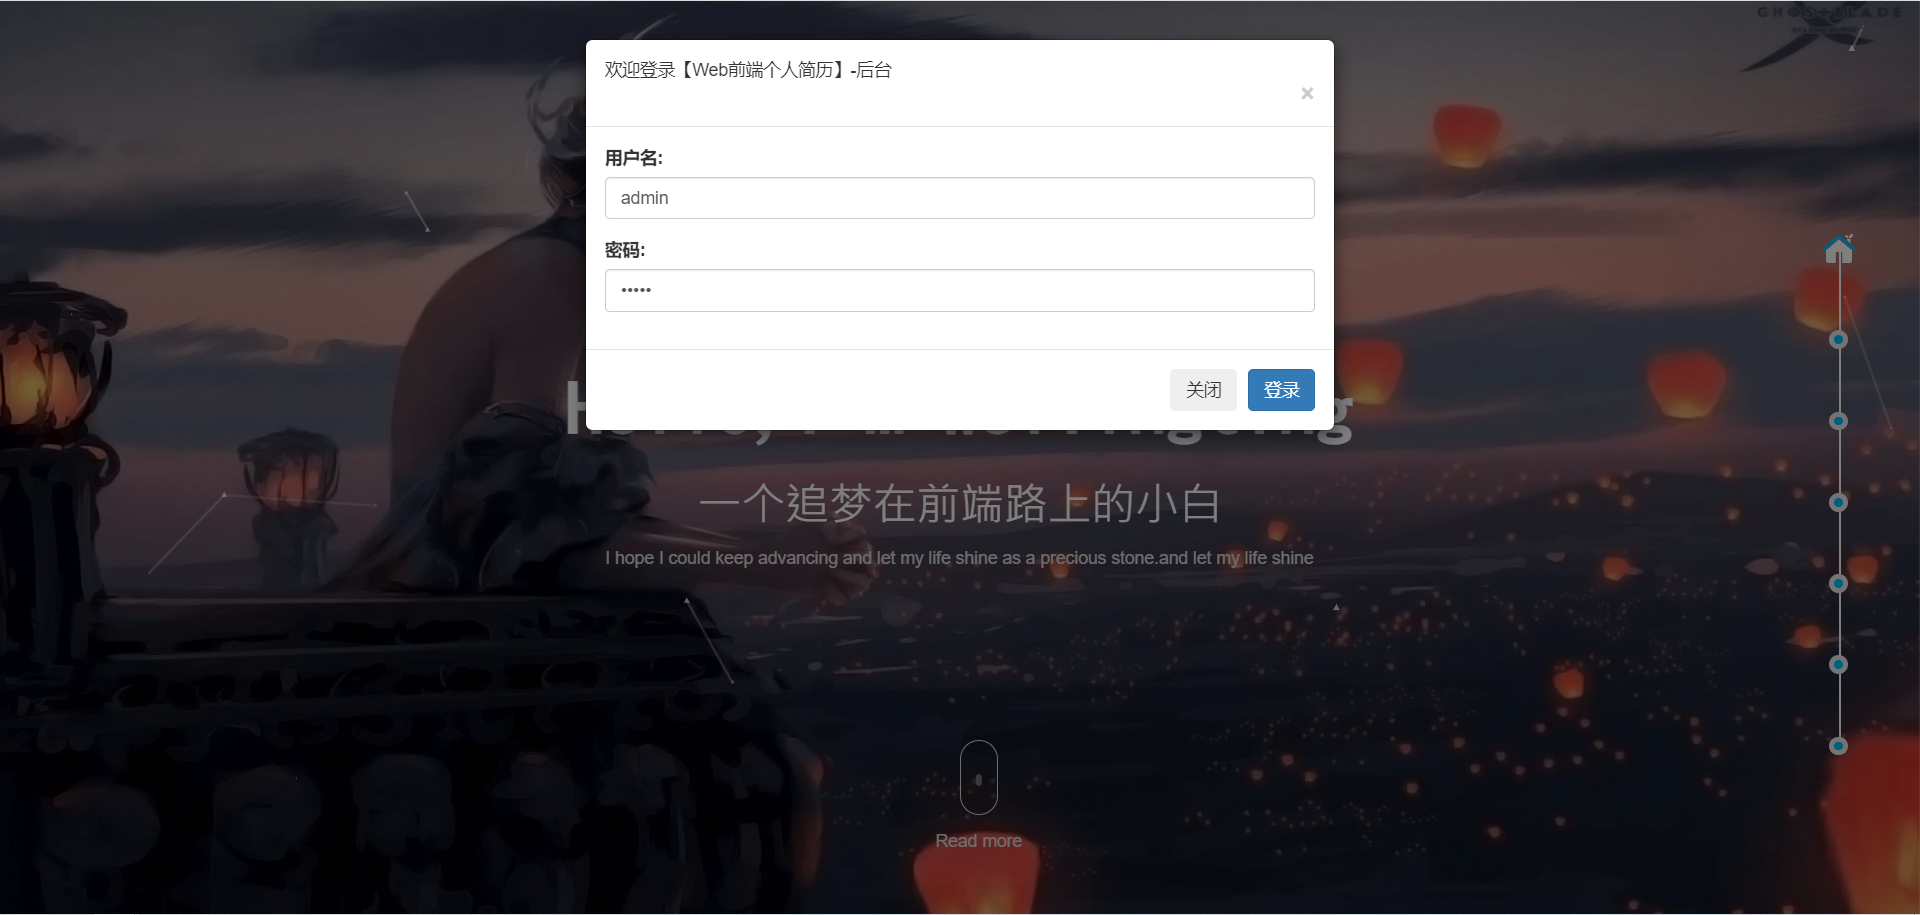 GHOSTBLADE
欢迎登录【Web前端个人简历】-后台
×
用户名:
admin
密码:
•••••
关闭
登录
一个追梦在前端路上的小白
I hope I could keep advancing and let my life shine as a precious stone.and let my life shine
Read more